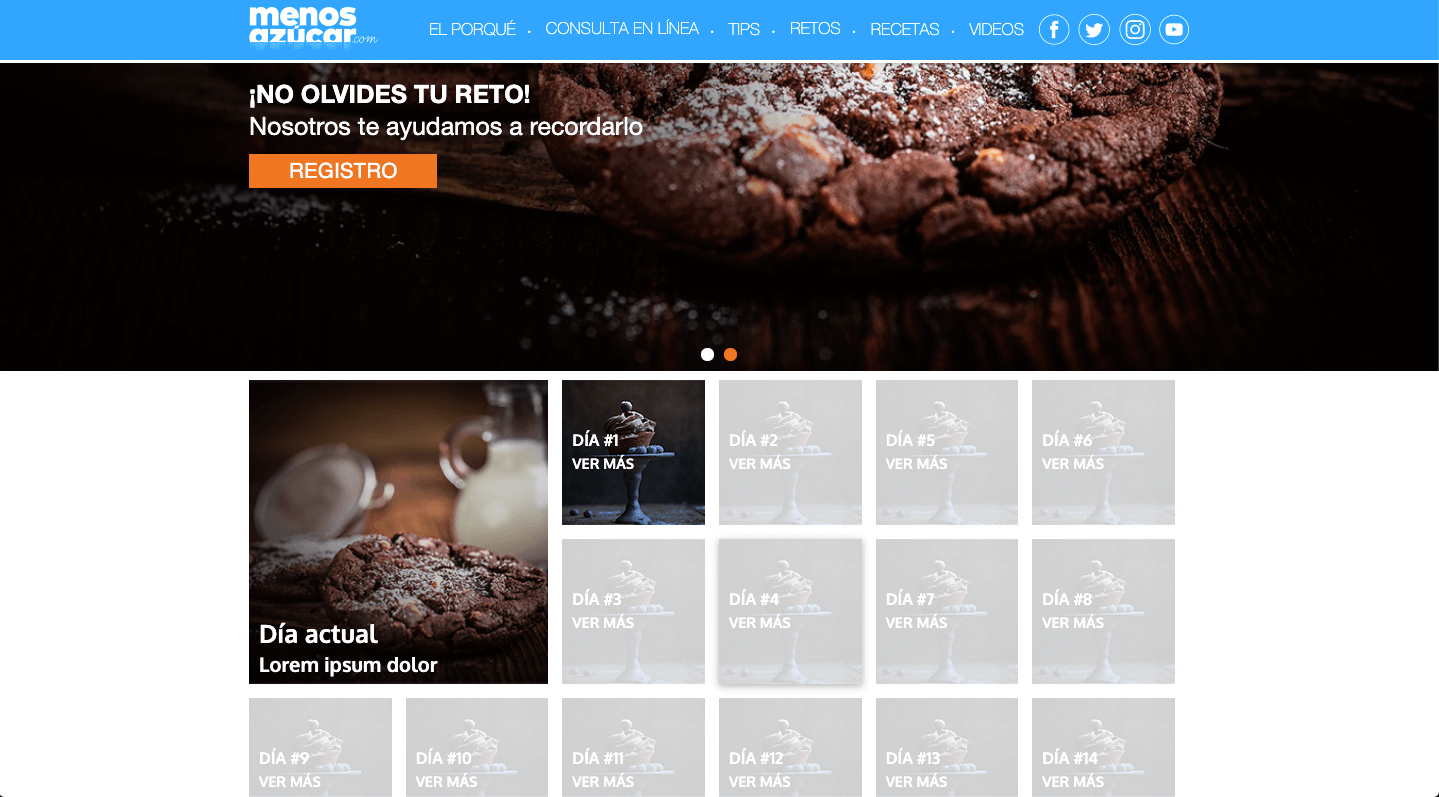 menos
azúcar.com
EL PORQUÉ · CONSULTA EN LÍNEA · TIPS · RETOS · RECETAS · VIDEOS
¡NO OLVIDES TU RETO!
Nosotros te ayudamos a recordarlo
REGISTRO
Día actual
Lorem ipsum dolor
DÍA #1
VER MÁS
DÍA #2
VER MÁS
DÍA #5
VER MÁS
DÍA #6
VER MÁS
DÍA #3
VER MÁS
DÍA #4
VER MÁS
DÍA #7
VER MÁS
DÍA #8
VER MÁS
DÍA #9
VER MÁS
DÍA #10
VER MÁS
DÍA #11
VER MÁS
DÍA #12
VER MÁS
DÍA #13
VER MÁS
DÍA #14
VER MÁS